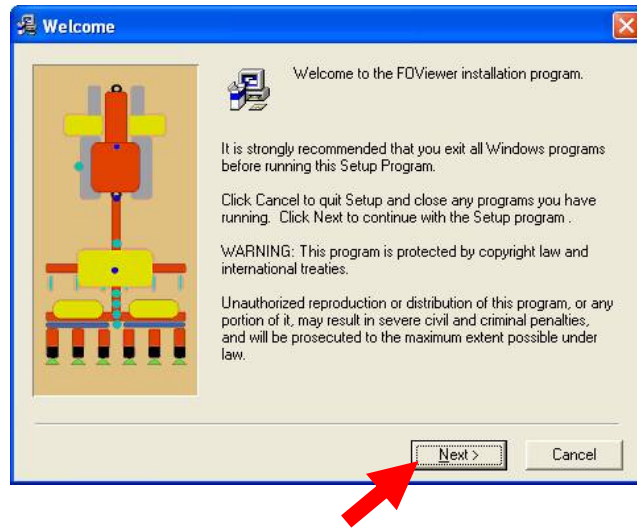 Welcome
Welcome to the FOViewer installation program.
It is strongly recommended that you exit all Windows programs
before running this Setup Program.
Click Cancel to quit Setup and close any programs you have
running. Click Next to continue with the Setup program .
WARNING: This program is protected by copyright law and
international treaties.
Unauthorized reproduction or distribution of this program, or any
portion of it, may result in severe civil and criminal penalties,
and will be prosecuted to the maximum extent possible under
law.
Next >
Cancel